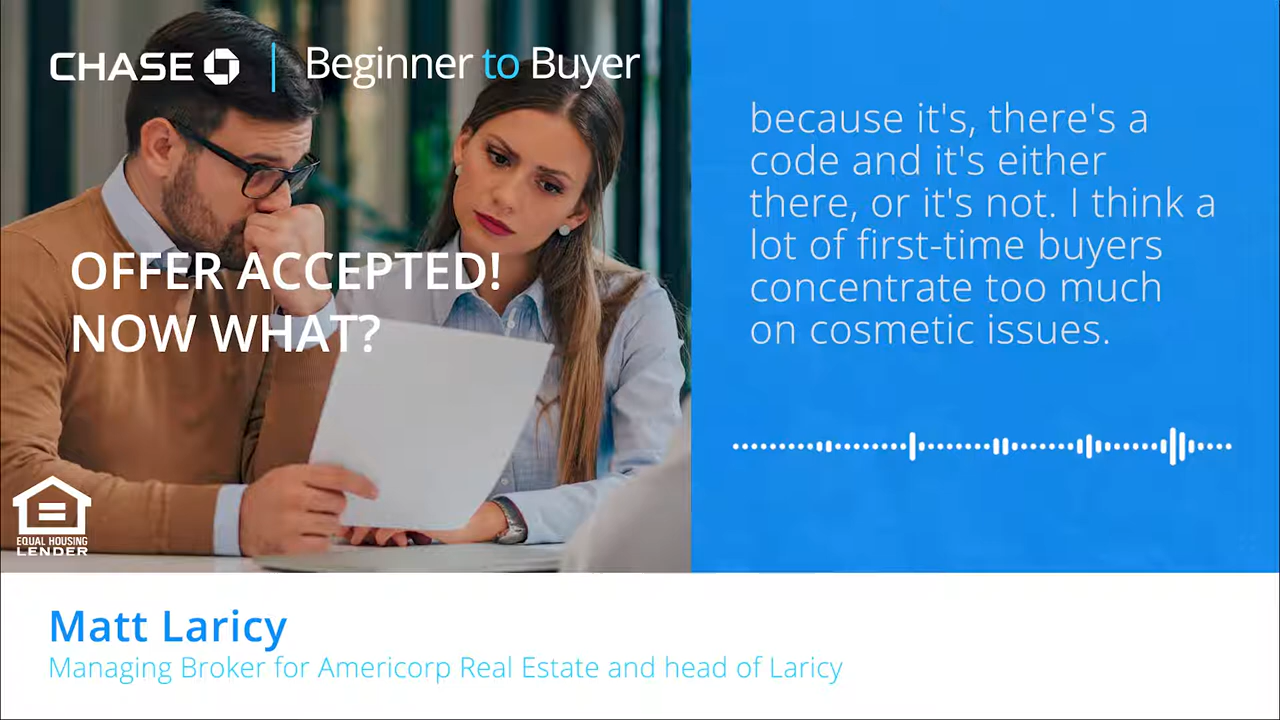 CHASE
Beginner to Buyer
OFFER ACCEPTED!
NOW WHAT?
EQUAL HOUSING
LENDER
because it's, there's a
code and it's either
there, or it's not. I think a
lot of first-time buyers
concentrate too much
on cosmetic issues.
Matt Laricy
Managing Broker for Americorp Real Estate and head of Laricy